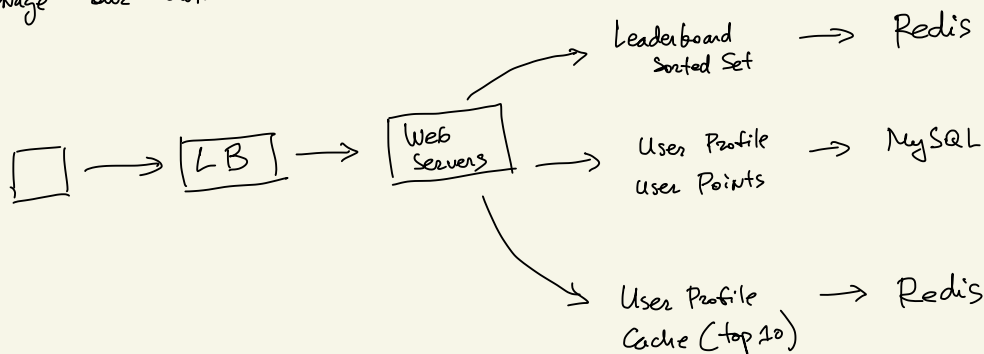 Leaderboard
Sorted Set
Redis
LB
Web
Servers
User Profile
User Points
MySQL
User Profile
Cache (top 10)
Redis